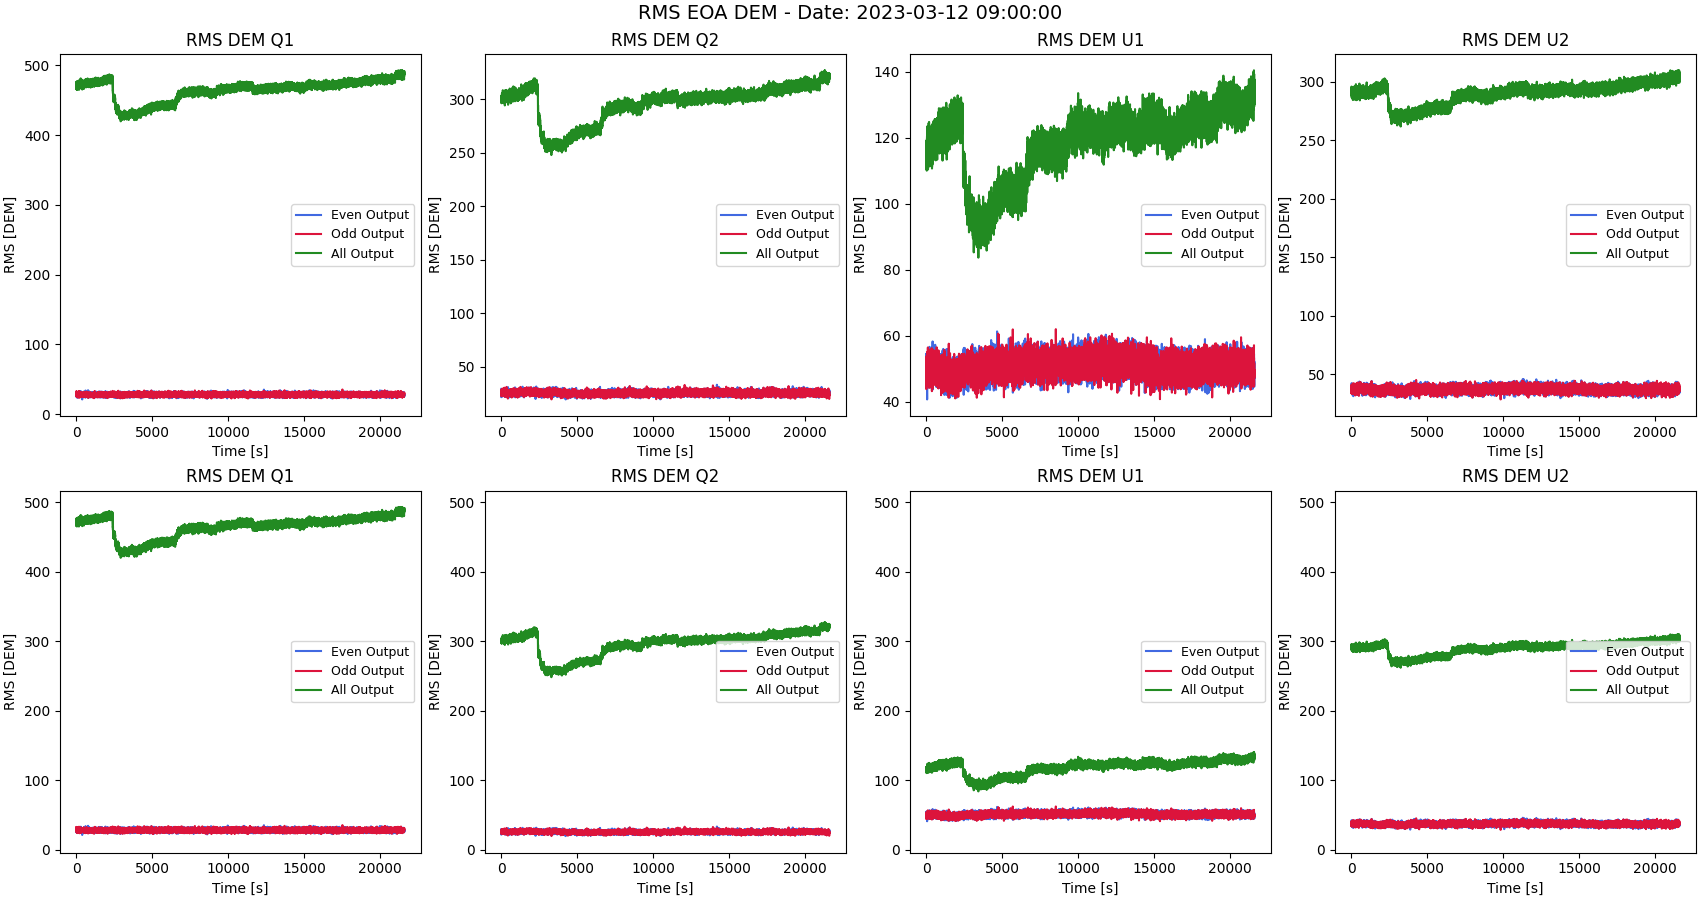 RMS EOA DEM - Date: 2023-03-12 09:00:00
RMS DEM Q1
RMS [DEM]
500
400
300
200
100
0
Even Output
Odd Output
All Output
0 5000 10000 15000 20000
Time [s]
RMS DEM Q2
RMS [DEM]
300
250
200
150
100
50
Even Output
Odd Output
All Output
0 5000 10000 15000 20000
Time [s]
RMS DEM U1
RMS [DEM]
140
120
100
80
60
40
Even Output
Odd Output
All Output
0 5000 10000 15000 20000
Time [s]
RMS DEM U2
RMS [DEM]
300
250
200
150
100
50
Even Output
Odd Output
All Output
0 5000 10000 15000 20000
Time [s]
RMS DEM Q1
RMS [DEM]
500
400
300
200
100
0
Even Output
Odd Output
All Output
0 5000 10000 15000 20000
Time [s]
RMS DEM Q2
RMS [DEM]
500
400
300
200
100
0
Even Output
Odd Output
All Output
0 5000 10000 15000 20000
Time [s]
RMS DEM U1
RMS [DEM]
500
400
300
200
100
0
Even Output
Odd Output
All Output
0 5000 10000 15000 20000
Time [s]
RMS DEM U2
RMS [DEM]
500
400
300
200
100
0
Even Output
Odd Output
All Output
0 5000 10000 15000 20000
Time [s]